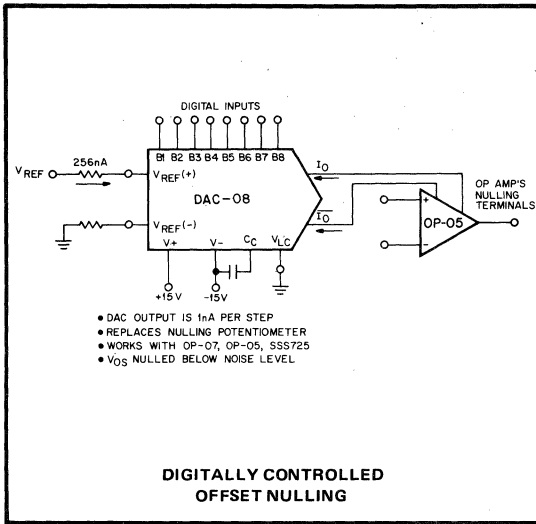 DIGITAL INPUTS
B1 B2 B3 B4 B5 B6 B7 B8
VREF
256nA
VREF(+)
DAC-08
VREF(-)
V+ V- CC VLC
IO
IO
OP AMP'S
NULLING
TERMINALS
+
OP-05
-
+15V
-15V
• DAC OUTPUT IS 1nA PER STEP
• REPLACES NULLING POTENTIOMETER
• WORKS WITH OP-07, OP-05, SSS725
• VOS NULLED BELOW NOISE LEVEL
DIGITALLY CONTROLLED
OFFSET NULLING